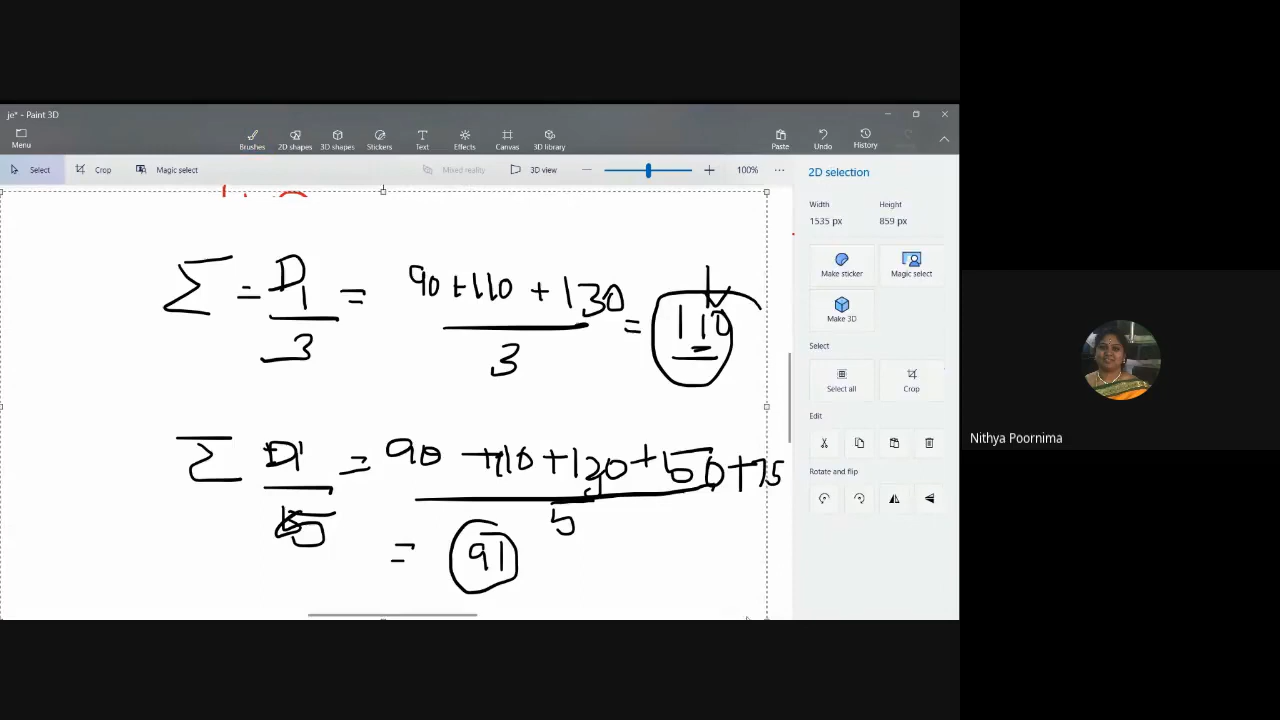 je* - Paint 3D
Menu
Brushes 2D shapes 3D shapes Stickers Text Effects Canvas 3D library Paste Undo History
Select Crop Magic select Mixed reality 3D view 100% ...
2D selection
Width Height
1535 px 859 px
Make sticker Magic select
Make 3D
Select
Select all Crop
Edit
Rotate and flip
Σ = D1/3 = 90+110+130/3 = 110
Σ D1/5 = 90+110+130+50+75/5
= 91
Nithya Poornima